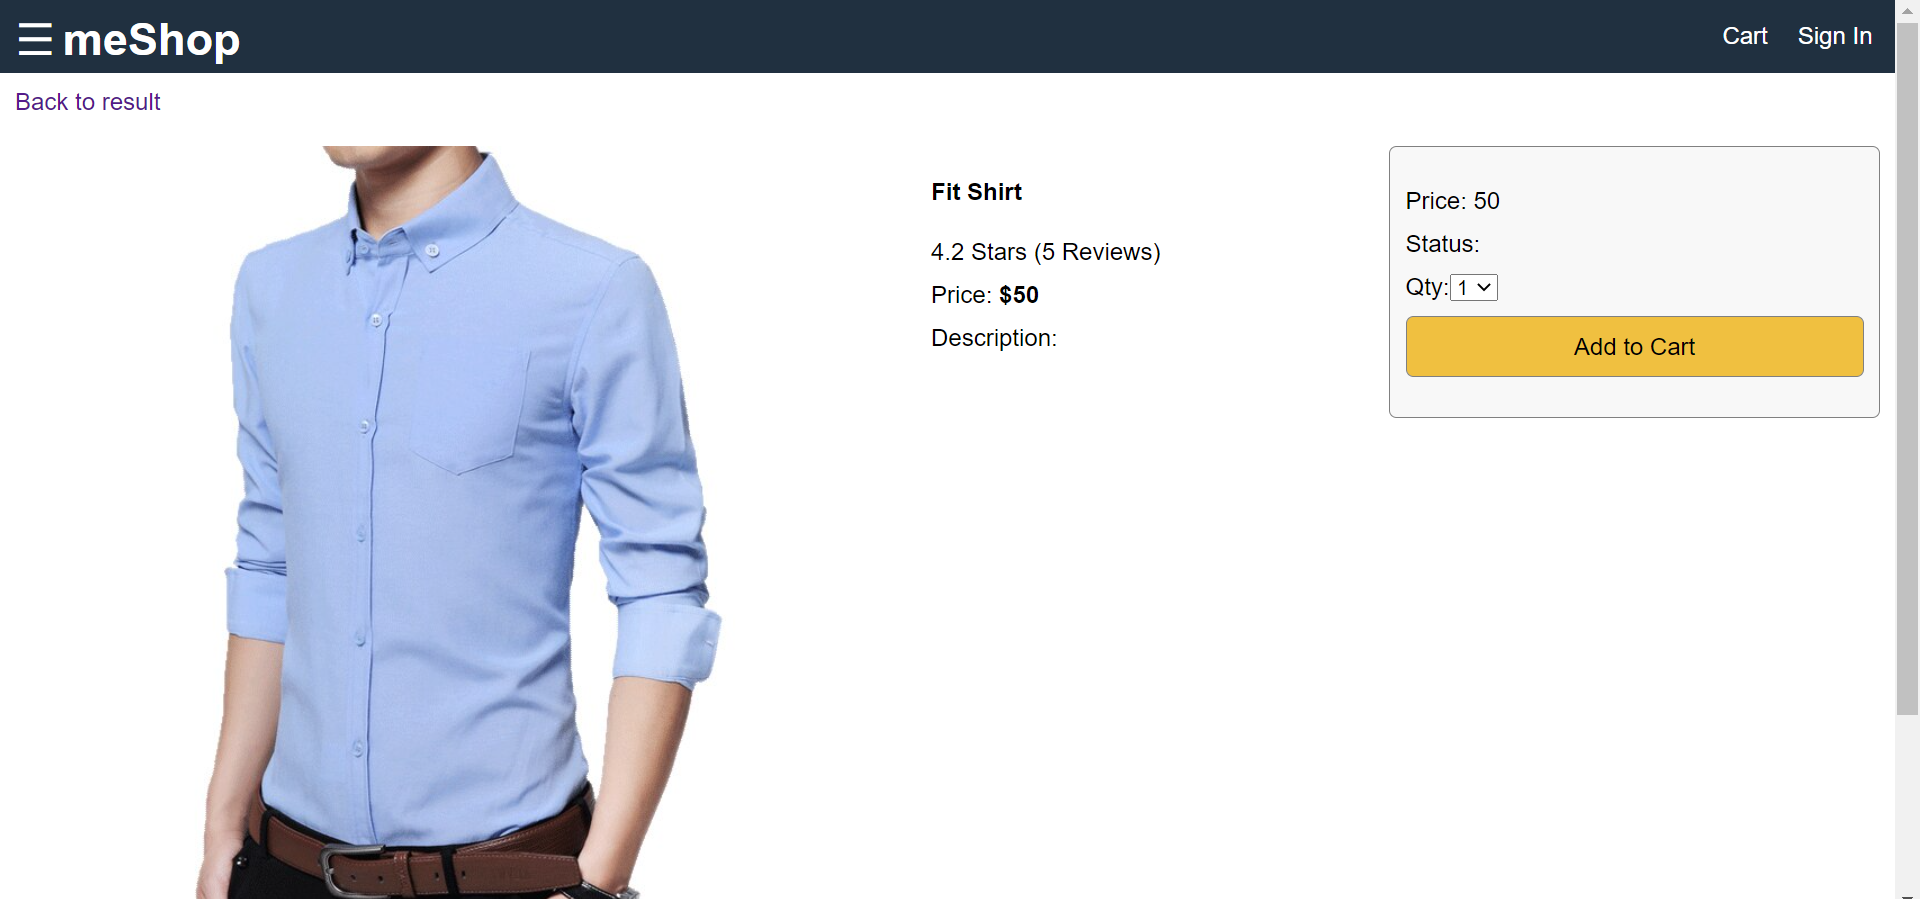 ☰ meShop
Cart
Sign In
Back to result
Fit Shirt
4.2 Stars (5 Reviews)
Price: $50
Description:
Price: 50
Status:
Qty: 1
Add to Cart